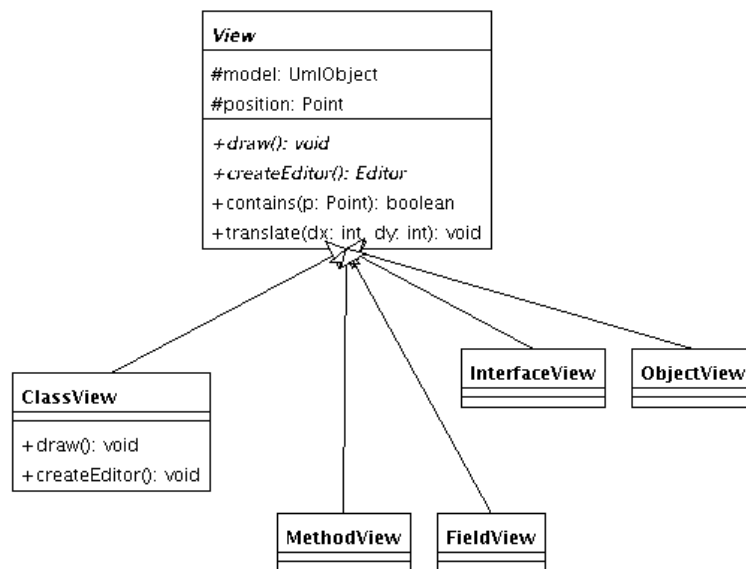 View
#model: UmlObject
#position: Point
+draw(): void
+createEditor(): Editor
+contains(p: Point): boolean
+translate(dx: int, dy: int): void
InterfaceView
ObjectView
ClassView
+draw(): void
+createEditor(): void
MethodView
FieldView